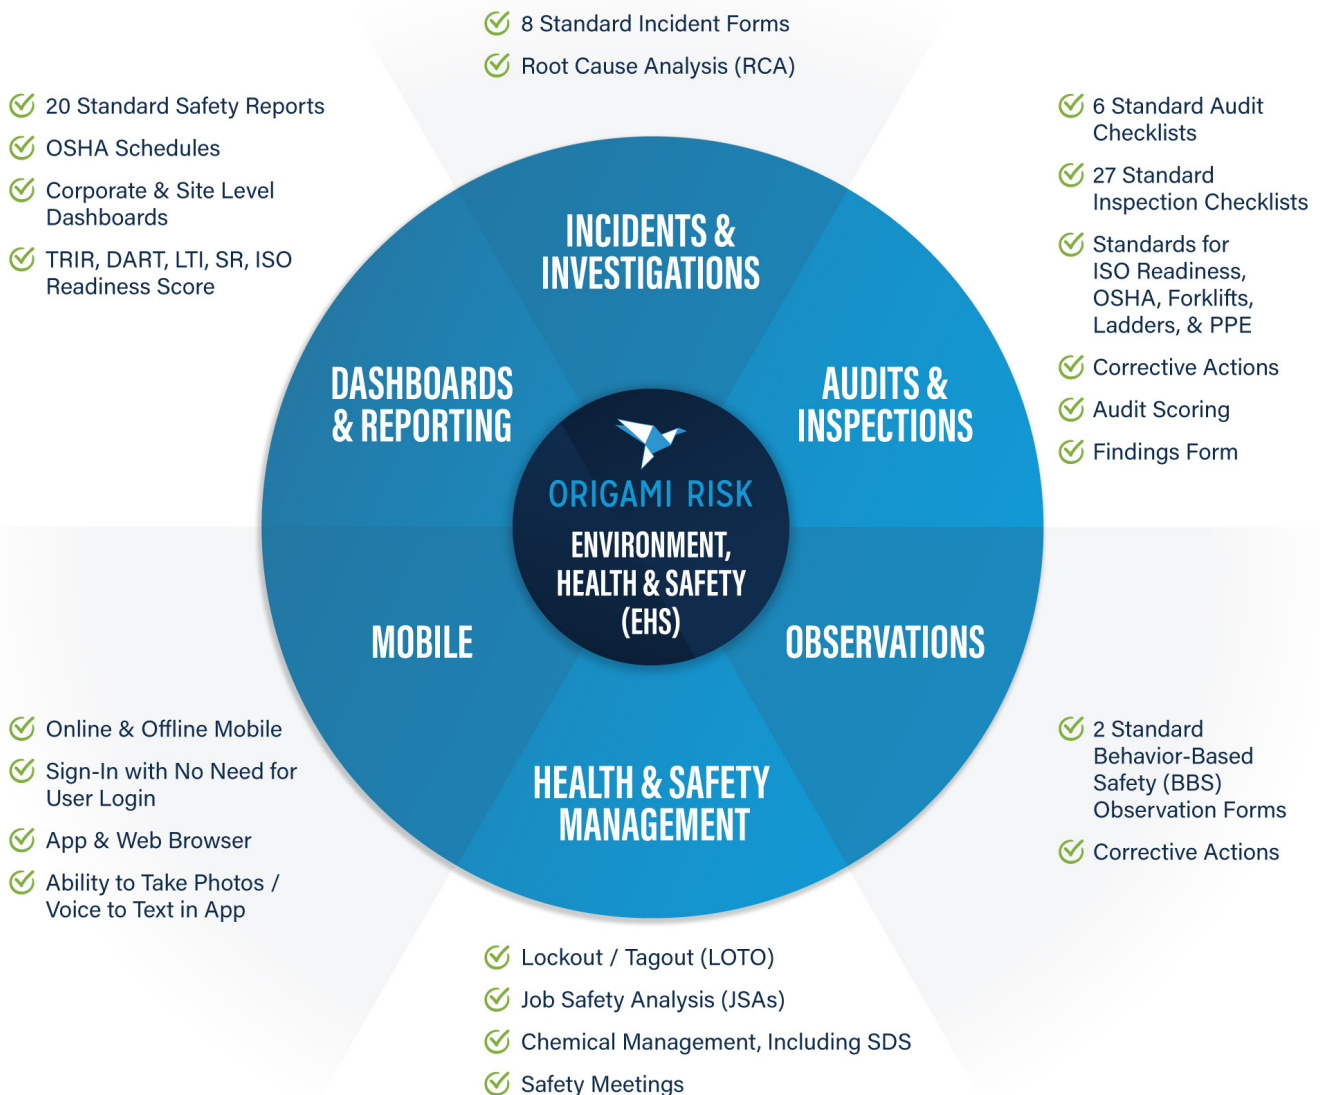 8 Standard Incident Forms
Root Cause Analysis (RCA)
20 Standard Safety Reports
OSHA Schedules
Corporate & Site Level
Dashboards
TRIR, DART, LTI, SR, ISO
Readiness Score
6 Standard Audit
Checklists
27 Standard
Inspection Checklists
Standards for
ISO Readiness,
OSHA, Forklifts,
Ladders, & PPE
Corrective Actions
Audit Scoring
Findings Form
INCIDENTS &
INVESTIGATIONS
DASHBOARDS
& REPORTING
AUDITS &
INSPECTIONS
ORIGAMI RISK
ENVIRONMENT,
HEALTH & SAFETY
(EHS)
MOBILE
OBSERVATIONS
HEALTH & SAFETY
MANAGEMENT
Online & Offline Mobile
Sign-In with No Need for
User Login
App & Web Browser
Ability to Take Photos /
Voice to Text in App
2 Standard
Behavior-Based
Safety (BBS)
Observation Forms
Corrective Actions
Lockout / Tagout (LOTO)
Job Safety Analysis (JSAs)
Chemical Management, Including SDS
Safety Meetings